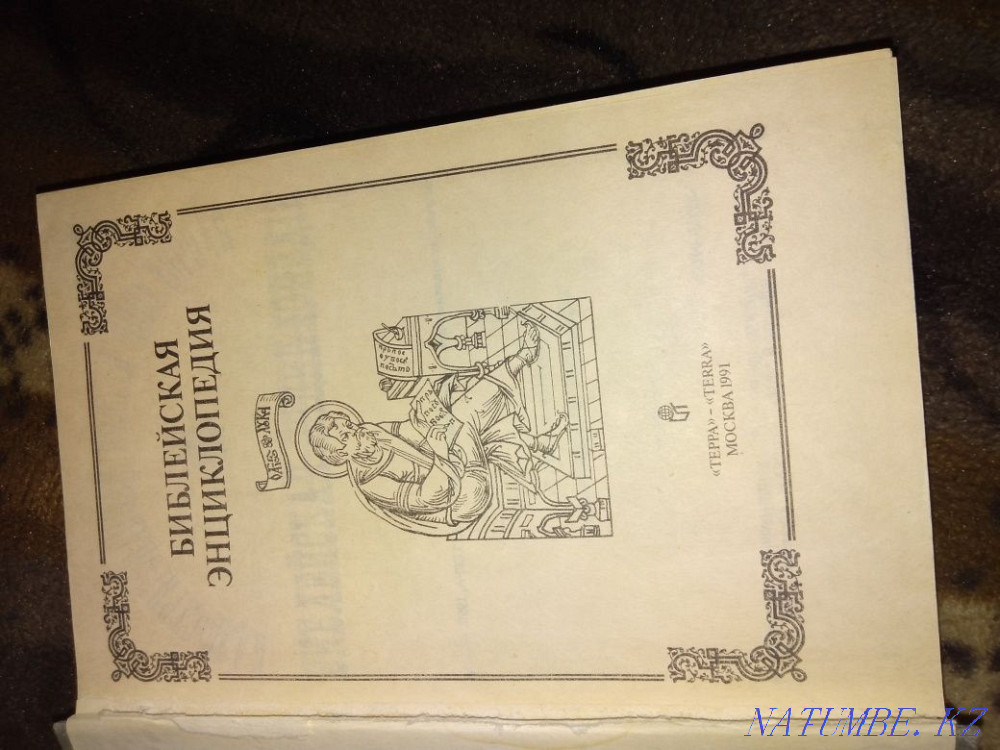 БИБЛЕЙСКАЯ
ЭНЦИКЛОПЕДИЯ
«ТЕРРА» – «TERRA»
МОСКВА 1991
NATUMBE.KZ